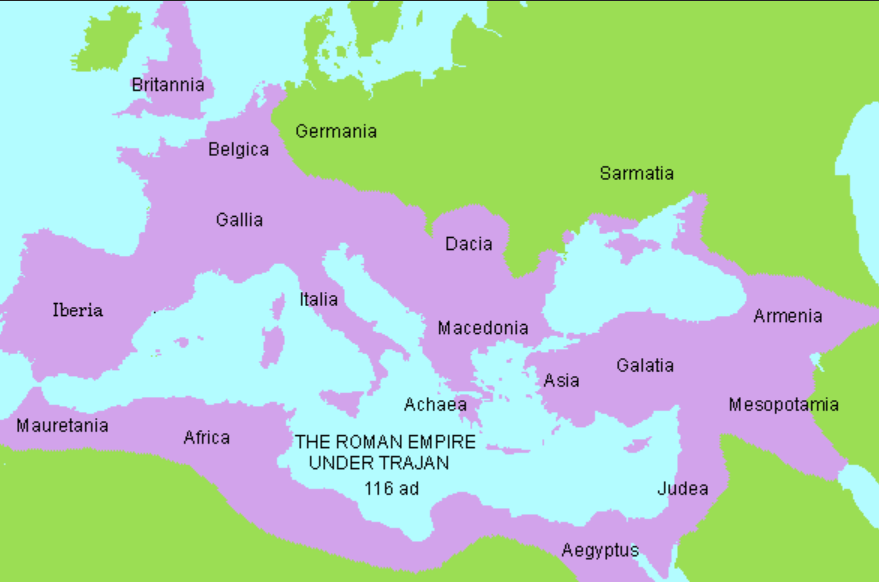 Britannia
Germania
Belgica
Sarmatia
Gallia
Dacia
Italia
Iberia
Armenia
Macedonia
Galatia
Asia
Achaea
Mesopotamia
Mauretania
Africa
THE ROMAN EMPIRE
UNDER TRAJAN
116 ad
Judea
Aegyptus